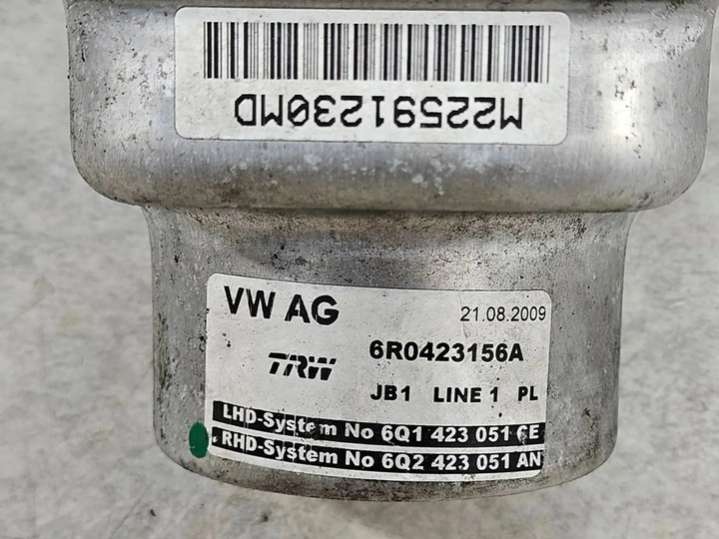 M22591230MD
VW AG 21.08.2009
TRW 6R0423156A
JB1 LINE 1 PL
LHD-System No 6Q1 423 051 CE
RHD-System No 6Q2 423 051 AN